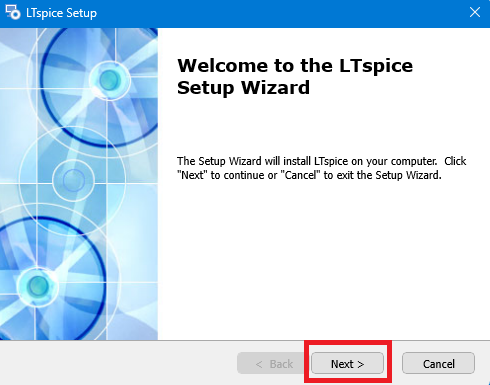 LTspice Setup
Welcome to the LTspice
Setup Wizard
The Setup Wizard will install LTspice on your computer.  Click
"Next" to continue or "Cancel" to exit the Setup Wizard.
< Back
Next >
Cancel